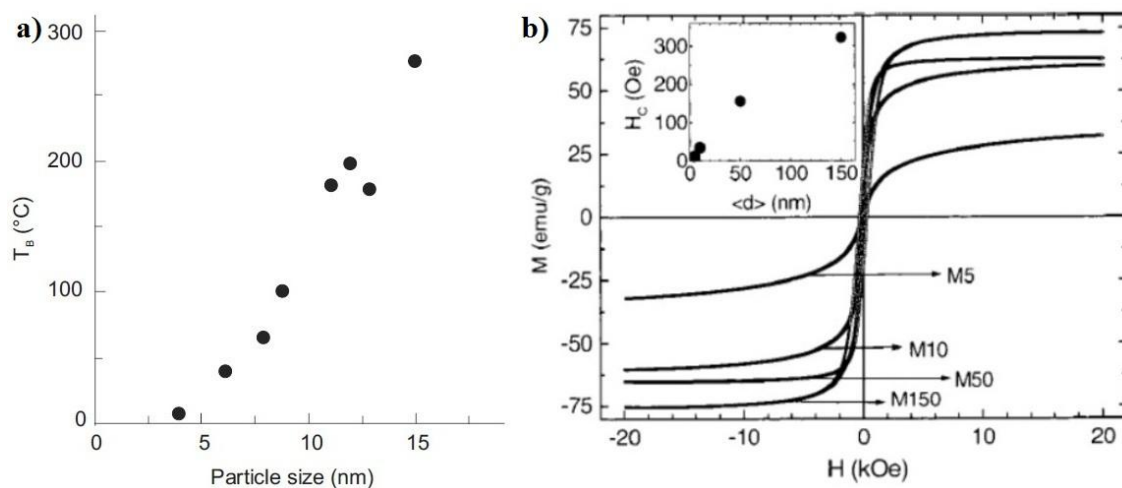 a)
300
200
100
0
T_B (°C)
0 5 10 15
Particle size (nm)
b)
75
50
25
0
-25
-50
-75
M (emu/g)
300
200
100
0
H_C (Oe)
0 50 100 150
<d> (nm)
M5
M10
M50
M150
-20 -10 0 10 20
H (kOe)